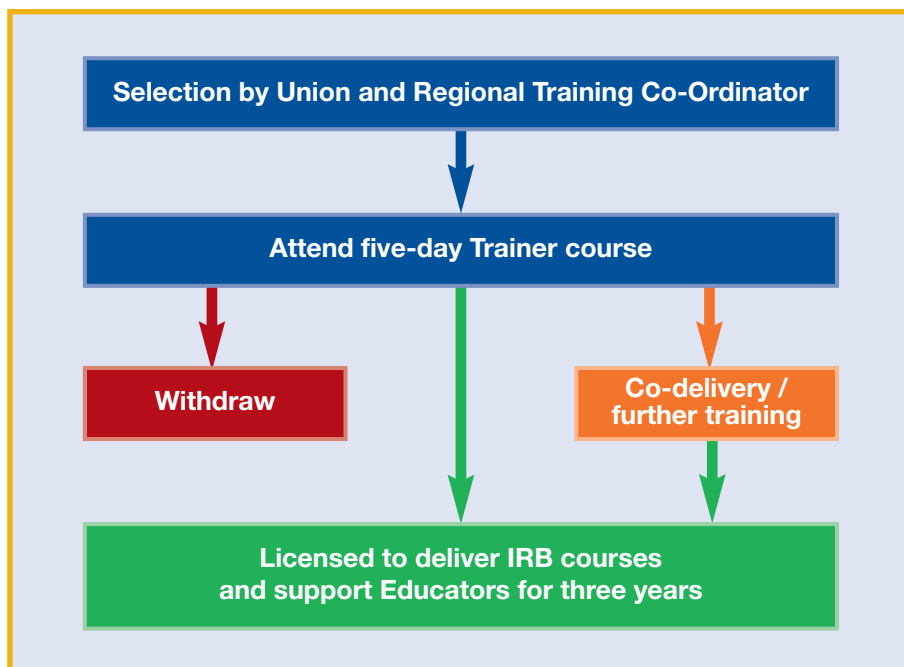 Selection by Union and Regional Training Co-Ordinator
Attend five-day Trainer course
Withdraw
Co-delivery /
further training
Licensed to deliver IRB courses
and support Educators for three years